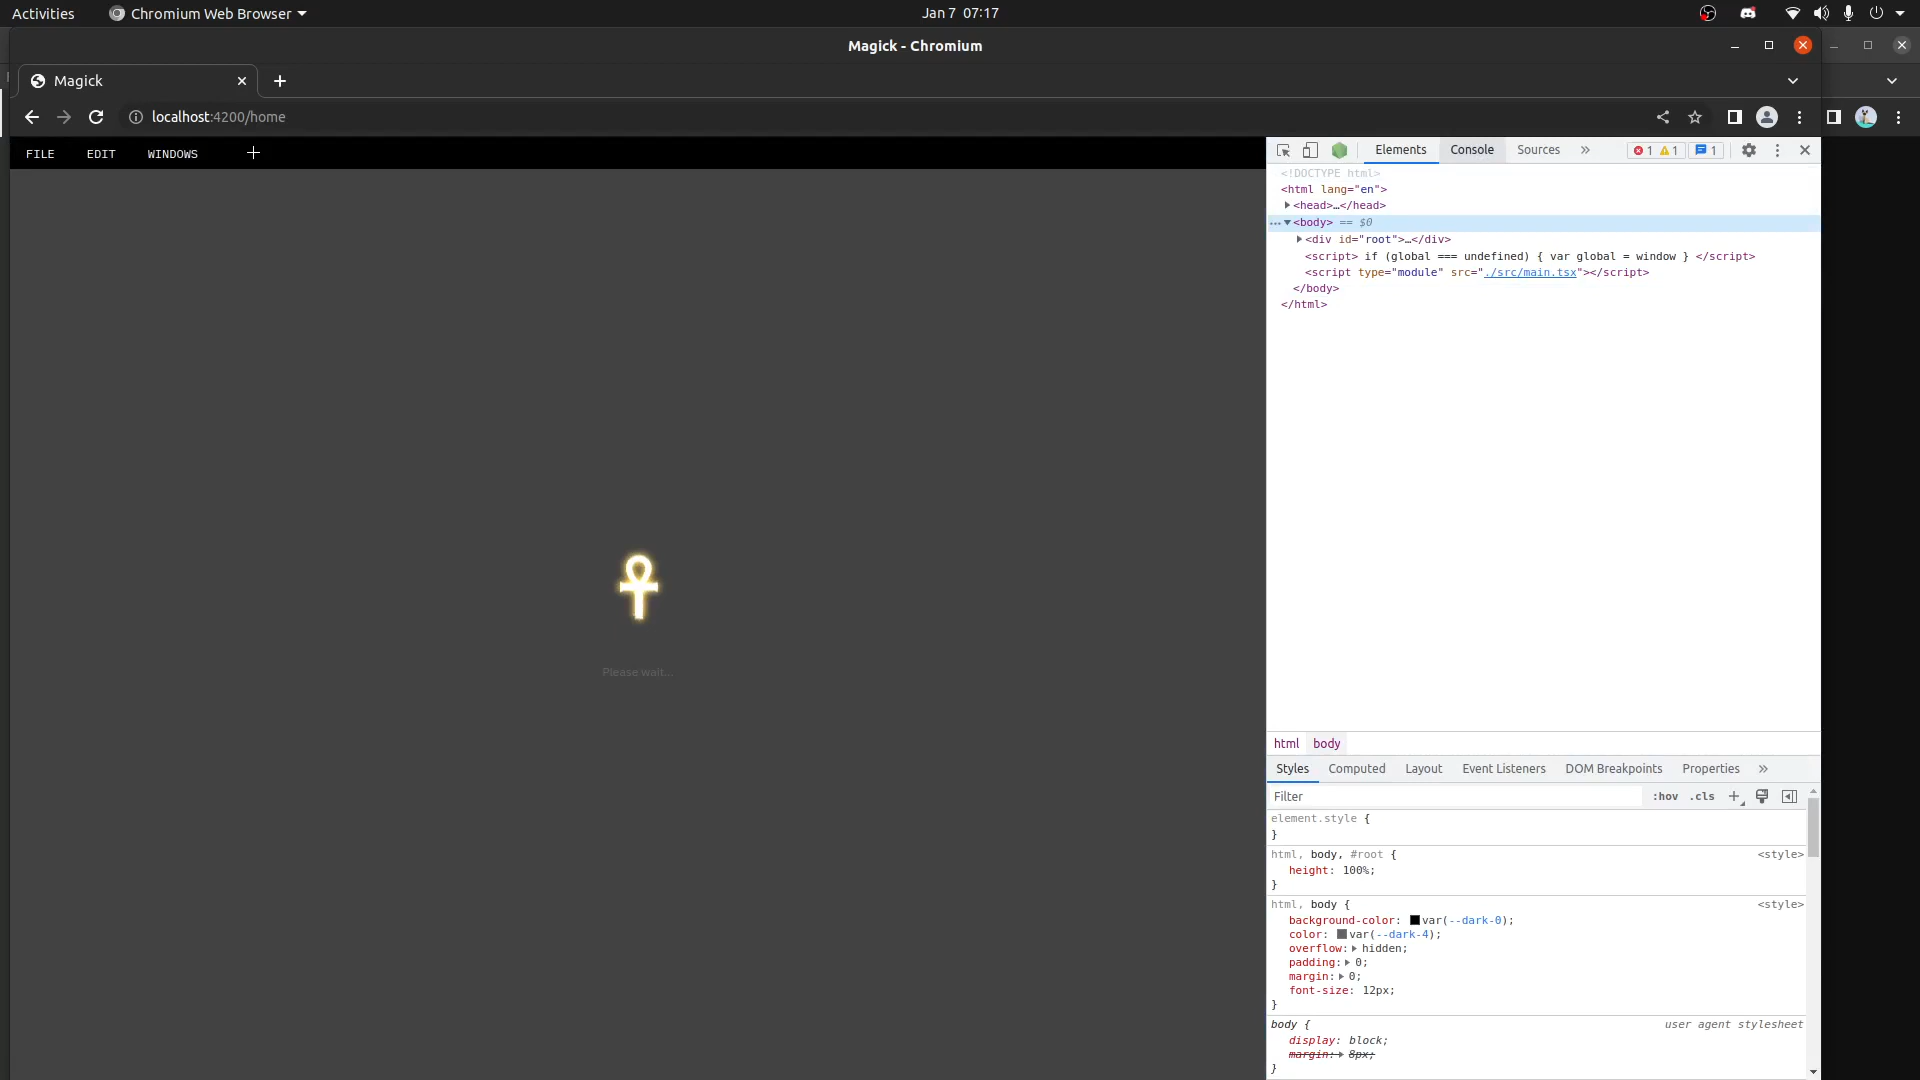 Activities
Chromium Web Browser
Jan 7 07:17
Magick - Chromium
Magick
localhost:4200/home
FILE EDIT WINDOWS
Please wait...
Elements Console Sources » 1 1 1
<!DOCTYPE html>
<html lang="en">
<head>…</head>
<body> == $0
<div id="root">…</div>
<script> if (global === undefined) { var global = window } </script>
<script type="module" src="./src/main.tsx"></script>
</body>
</html>
html body
Styles Computed Layout Event Listeners DOM Breakpoints Properties »
Filter :hov .cls
element.style {
}
html, body, #root { <style>
height: 100%;
}
html, body { <style>
background-color: var(--dark-0);
color: var(--dark-4);
overflow: hidden;
padding: 0;
margin: 0;
font-size: 12px;
}
body { user agent stylesheet
display: block;
margin: 8px;
}